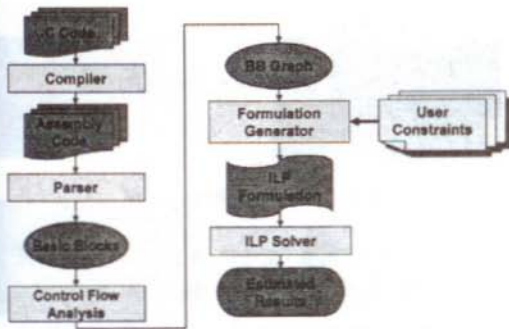 UC Code
Compiler
Assembly
Code
Parser
Basic Blocks
Control Flow
Analysis
BB Graph
Formulation
Generator
User
Constraints
ILP
Formulation
ILP Solver
Estimated
Results